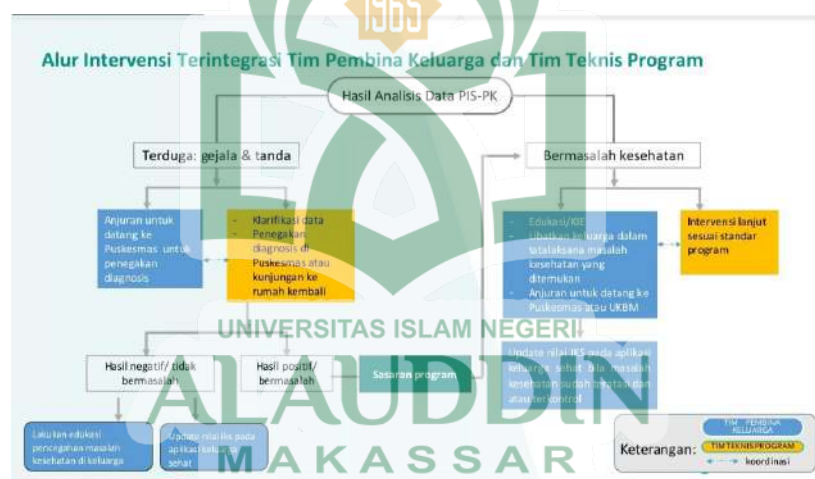 1965
Alur Intervensi Terintegrasi Tim Pembina Keluarga dan Tim Teknis Program
Hasil Analisis Data PIS-PK
Terduga: gejala & tanda
Bermasalah kesehatan
Anjuran untuk
datang ke
Puskesmas untuk
penegakan
diagnosis
- Klarifikasi data
- Penegakan
diagnosis di
Puskesmas atau
kunjungan ke
rumah kembali
- Edukasi/KIE
- Libatkan keluarga dalam
tatalaksana masalah
kesehatan yang
ditemukan
- Anjuran untuk datang ke
Puskesmas atau UKBM
Intervensi lanjut
sesuai standar
program
UNIVERSITAS ISLAM NEGERI
Hasil negatif/ tidak
bermasalah
Hasil positif/
bermasalah
Sasaran program
Update nilai IKS pada aplikasi
keluarga sehat bila masalah
kesehatan sudah teratasi dan
atau terkontrol
ALAUDDIN
Lakukan edukasi
pencegahan masalah
kesehatan di keluarga
Update nilai iks pada
aplikasi keluarga
sehat
Keterangan:
TIM PEMBINA
KELUARGA
TIM TEKNIS PROGRAM
koordinasi
MAKASSAR